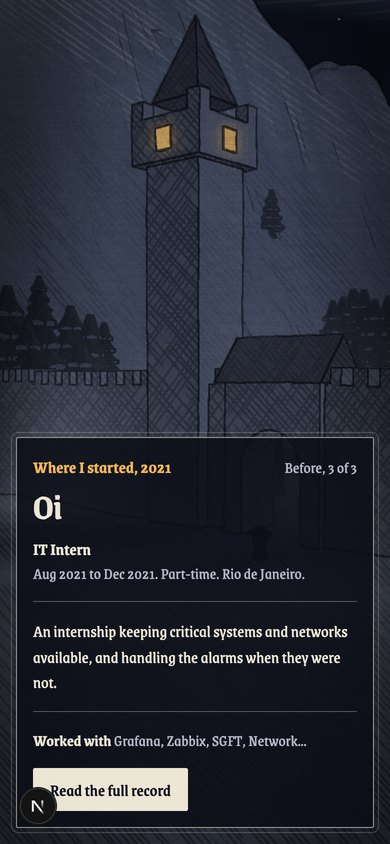 Where I started, 2021
Before, 3 of 3
Oi
IT Intern
Aug 2021 to Dec 2021. Part-time. Rio de Janeiro.
An internship keeping critical systems and networks
available, and handling the alarms when they were
not.
Worked with Grafana, Zabbix, SGFT, Network...
Read the full record
N